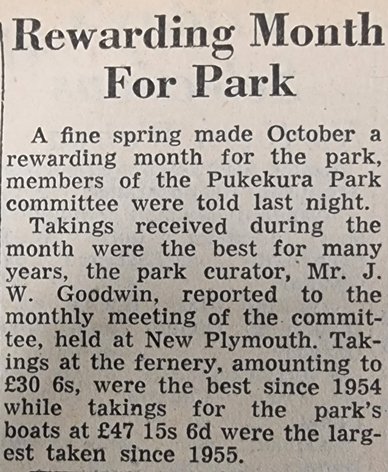 Rewarding Month
For Park
A fine spring made October a
rewarding month for the park,
members of the Pukekura Park
committee were told last night.
Takings received during the
month were the best for many
years, the park curator, Mr. J.
W. Goodwin, reported to the
monthly meeting of the commit-
tee, held at New Plymouth. Tak-
ings at the fernery, amounting to
£30 6s, were the best since 1954
while takings for the park's
boats at £47 15s 6d were the larg-
est taken since 1955.